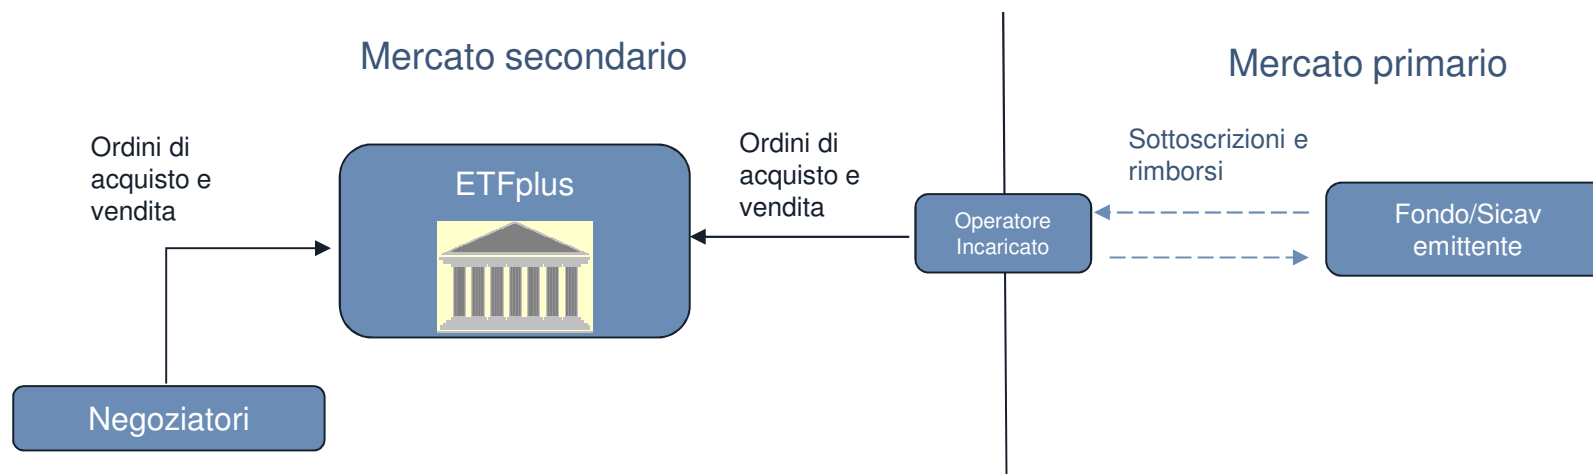 Mercato secondario
Mercato primario
Ordini di
acquisto e
vendita
ETFplus
Ordini di
acquisto e
vendita
Sottoscrizioni e
rimborsi
Operatore
Incaricato
Fondo/Sicav
emittente
Negoziatori